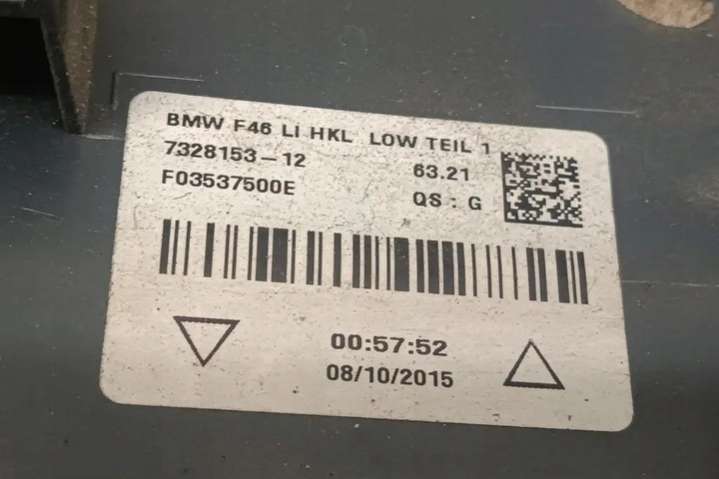 BMW F46 LI HKL LOW TEIL 1
7328153-12 63.21
F03537500E QS : G
00:57:52
08/10/2015